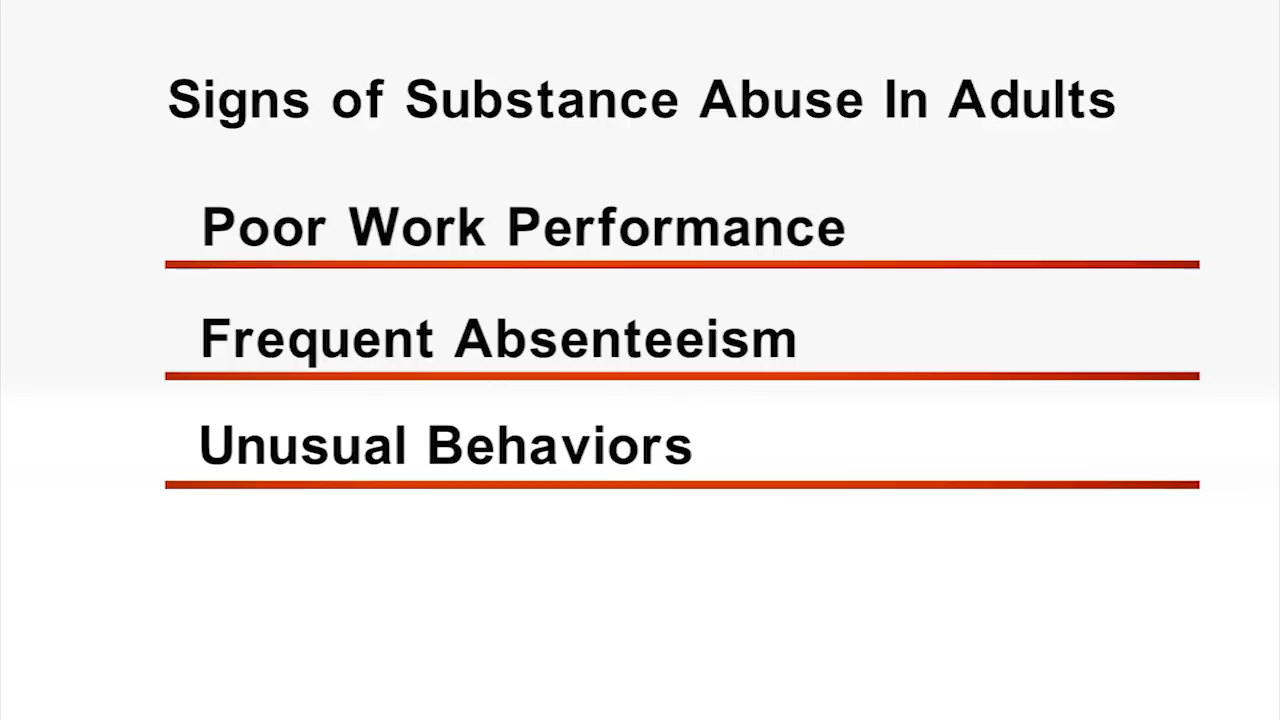 Signs of Substance Abuse In Adults
Poor Work Performance
Frequent Absenteeism
Unusual Behaviors